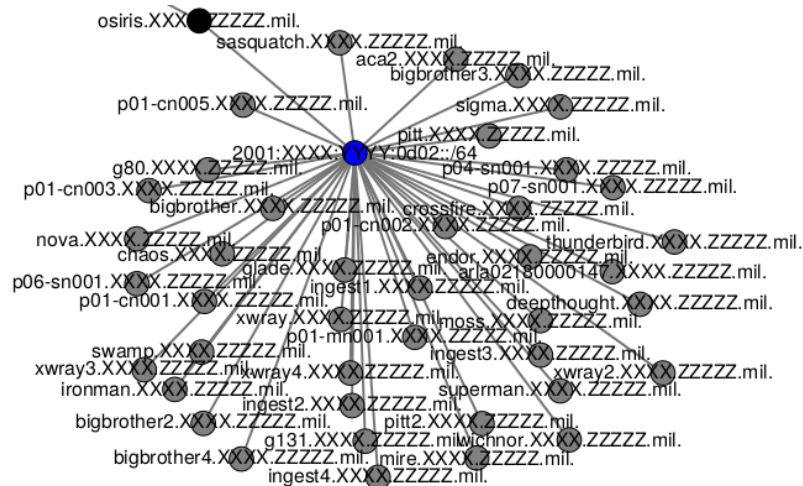 osiris.XXXX.ZZZZZ.mil.
sasquatch.XXXX.ZZZZZ.mil.
aca2.XXXX.ZZZZZ.mil.
bigbrother3.XXXX.ZZZZZ.mil.
p01-cn005.XXXX.ZZZZZ.mil.
sigma.XXXX.ZZZZZ.mil.
pitt.XXXX.ZZZZZ.mil.
2001:XXXX:YYYY:0d02::/64
g80.XXXX.ZZZZZ.mil.
p04-sn001.XXXX.ZZZZZ.mil.
p01-cn003.XXXX.ZZZZZ.mil.
p07-sn001.XXXX.ZZZZZ.mil.
bigbrother.XXXX.ZZZZZ.mil.
crossfire.XXXX.ZZZZZ.mil.
p01-cn002.XXXX.ZZZZZ.mil.
nova.XXXX.ZZZZZ.mil.
thunderbird.XXXX.ZZZZZ.mil.
chaos.XXXX.ZZZZZ.mil.
endor.XXXX.ZZZZZ.mil.
glade.XXXX.ZZZZZ.mil.
arla02180000147.XXXX.ZZZZZ.mil.
p06-sn001.XXXX.ZZZZZ.mil.
ingest1.XXXX.ZZZZZ.mil.
p01-cn001.XXXX.ZZZZZ.mil.
deepthought.XXXX.ZZZZZ.mil.
xwray.XXXX.ZZZZZ.mil.
moss.XXXX.ZZZZZ.mil.
p01-mn001.XXXX.ZZZZZ.mil.
swamp.XXXX.ZZZZZ.mil.
ingest3.XXXX.ZZZZZ.mil.
xwray3.XXXX.ZZZZZ.mil.
xwray4.XXXX.ZZZZZ.mil.
xwray2.XXXX.ZZZZZ.mil.
ironman.XXXX.ZZZZZ.mil.
superman.XXXX.ZZZZZ.mil.
ingest2.XXXX.ZZZZZ.mil.
bigbrother2.XXXX.ZZZZZ.mil.
pitt2.XXXX.ZZZZZ.mil.
g131.XXXX.ZZZZZ.mil.
wichnor.XXXX.ZZZZZ.mil.
bigbrother4.XXXX.ZZZZZ.mil.
mire.XXXX.ZZZZZ.mil.
ingest4.XXXX.ZZZZZ.mil.